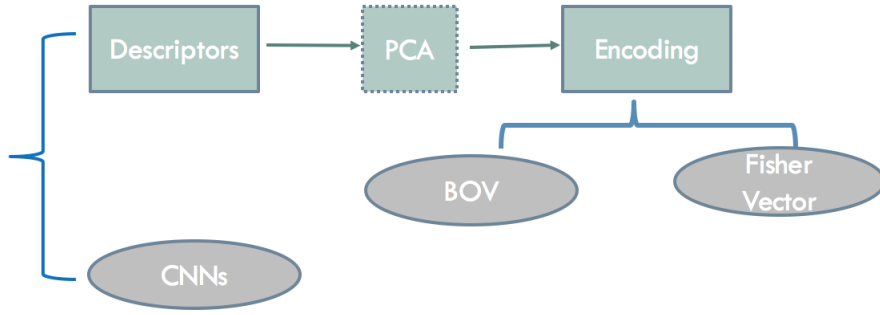 Descriptors
PCA
Encoding
BOV
Fisher
Vector
CNNs